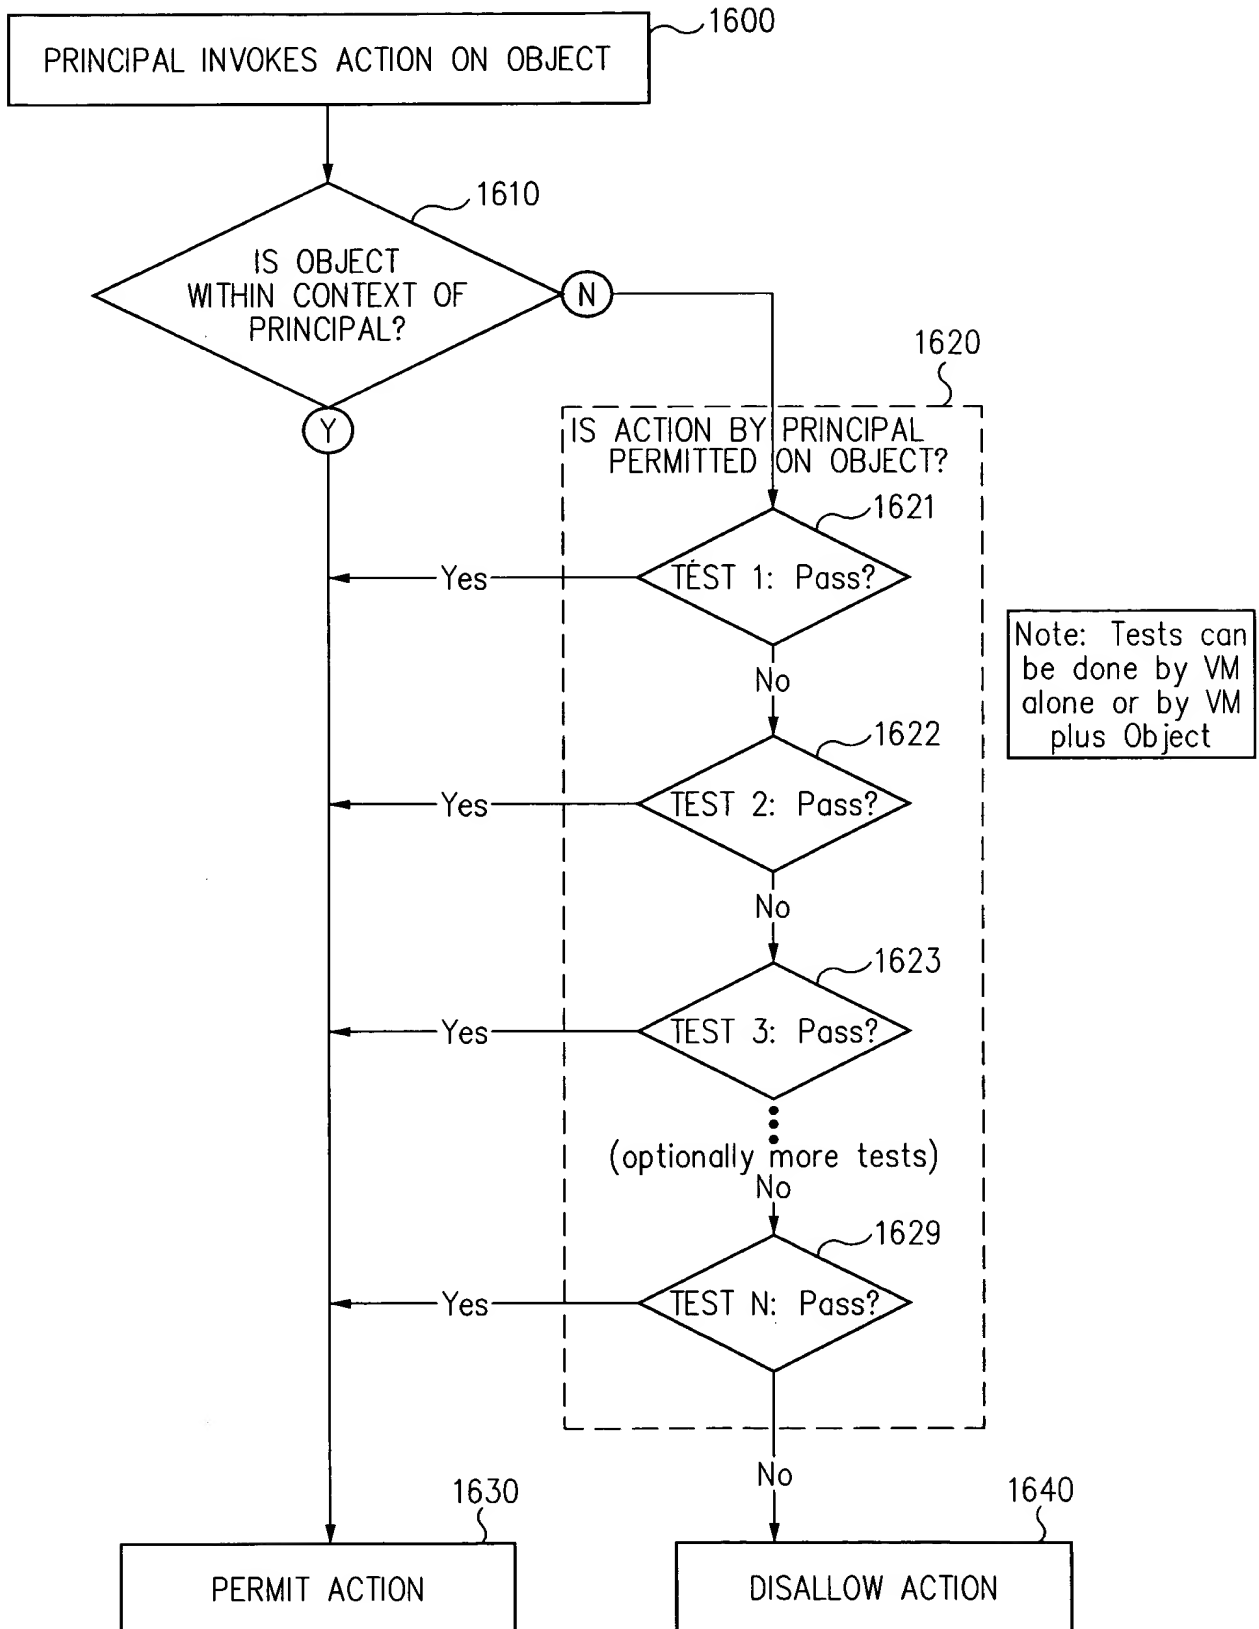 1600
PRINCIPAL INVOKES ACTION ON OBJECT
1610
IS OBJECT
WITHIN CONTEXT OF
PRINCIPAL?
N
Y
1620
IS ACTION BY PRINCIPAL
PERMITTED ON OBJECT?
1621
TEST 1: Pass?
Yes
No
1622
TEST 2: Pass?
Yes
No
1623
TEST 3: Pass?
Yes
(optionally more tests)
No
1629
TEST N: Pass?
Yes
No
Note: Tests can
be done by VM
alone or by VM
plus Object
1630
PERMIT ACTION
1640
DISALLOW ACTION